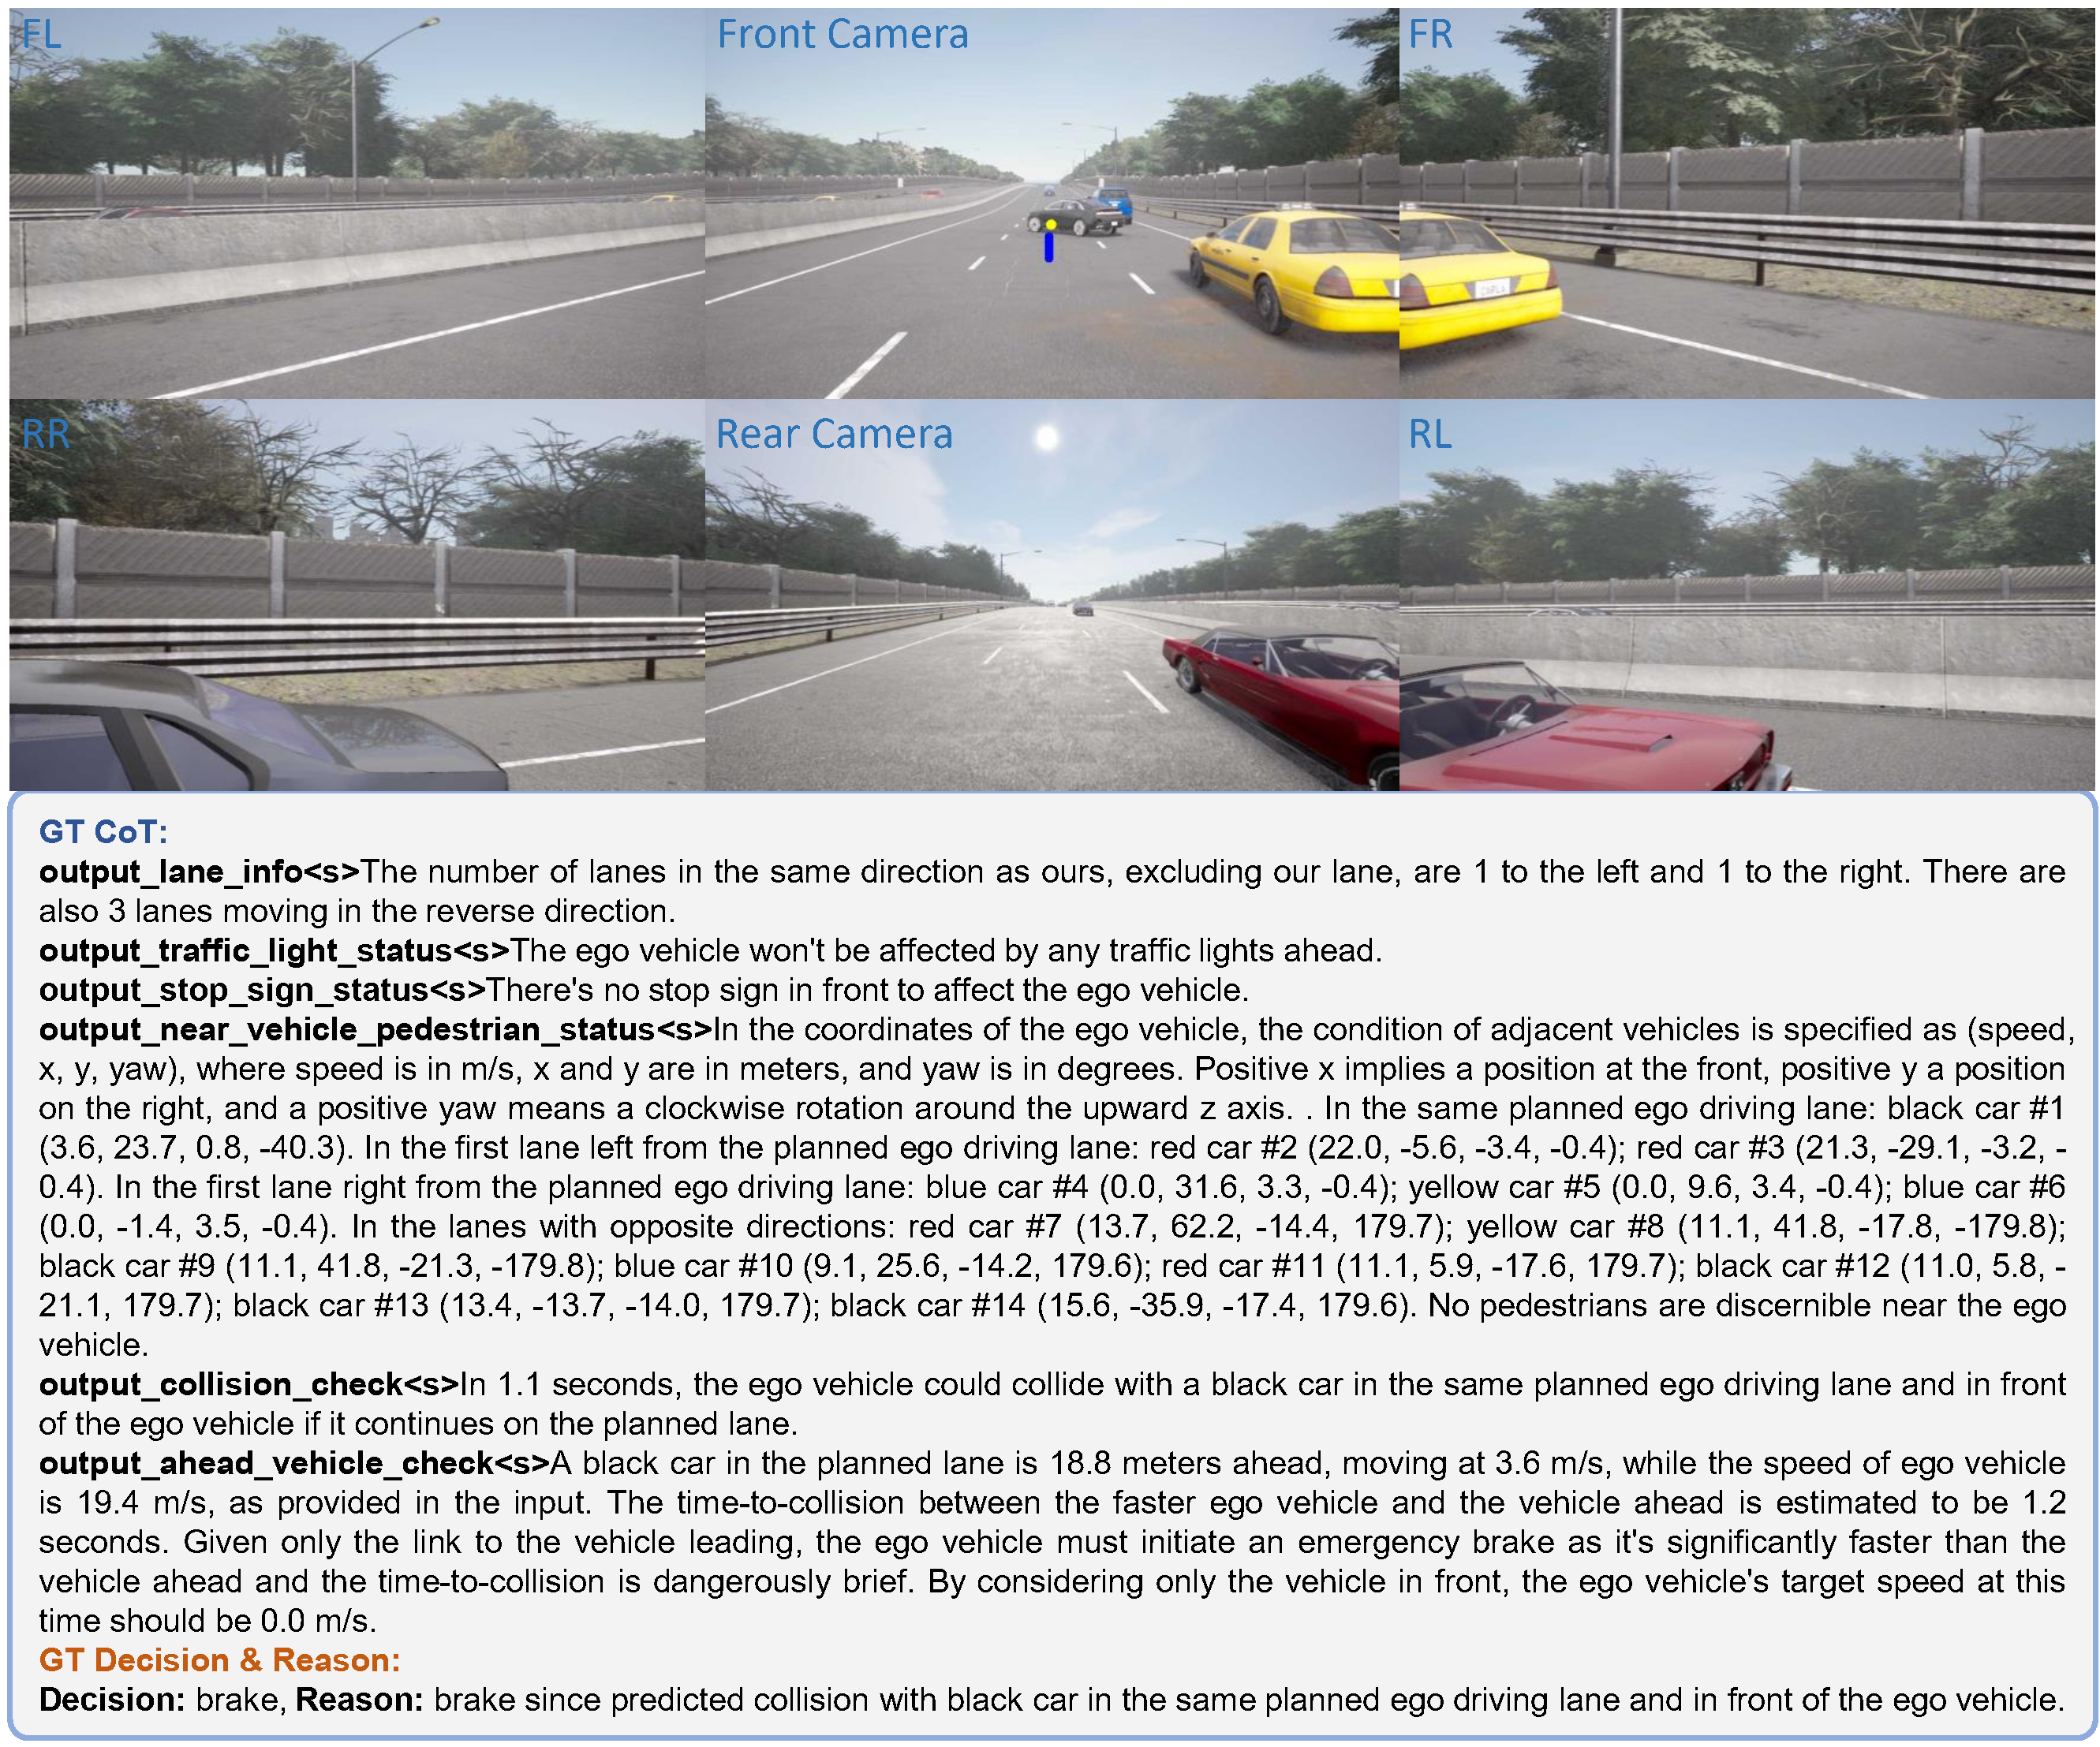 FL
Front Camera
FR
RR
Rear Camera
RL
GT CoT:
output_lane_info<s>The number of lanes in the same direction as ours, excluding our lane, are 1 to the left and 1 to the right. There are
also 3 lanes moving in the reverse direction.
output_traffic_light_status<s>The ego vehicle won't be affected by any traffic lights ahead.
output_stop_sign_status<s>There's no stop sign in front to affect the ego vehicle.
output_near_vehicle_pedestrian_status<s>In the coordinates of the ego vehicle, the condition of adjacent vehicles is specified as (speed,
x, y, yaw), where speed is in m/s, x and y are in meters, and yaw is in degrees. Positive x implies a position at the front, positive y a position
on the right, and a positive yaw means a clockwise rotation around the upward z axis. . In the same planned ego driving lane: black car #1
(3.6, 23.7, 0.8, -40.3). In the first lane left from the planned ego driving lane: red car #2 (22.0, -5.6, -3.4, -0.4); red car #3 (21.3, -29.1, -3.2, -
0.4). In the first lane right from the planned ego driving lane: blue car #4 (0.0, 31.6, 3.3, -0.4); yellow car #5 (0.0, 9.6, 3.4, -0.4); blue car #6
(0.0, -1.4, 3.5, -0.4). In the lanes with opposite directions: red car #7 (13.7, 62.2, -14.4, 179.7); yellow car #8 (11.1, 41.8, -17.8, -179.8);
black car #9 (11.1, 41.8, -21.3, -179.8); blue car #10 (9.1, 25.6, -14.2, 179.6); red car #11 (11.1, 5.9, -17.6, 179.7); black car #12 (11.0, 5.8, -
21.1, 179.7); black car #13 (13.4, -13.7, -14.0, 179.7); black car #14 (15.6, -35.9, -17.4, 179.6). No pedestrians are discernible near the ego
vehicle.
output_collision_check<s>In 1.1 seconds, the ego vehicle could collide with a black car in the same planned ego driving lane and in front
of the ego vehicle if it continues on the planned lane.
output_ahead_vehicle_check<s>A black car in the planned lane is 18.8 meters ahead, moving at 3.6 m/s, while the speed of ego vehicle
is 19.4 m/s, as provided in the input. The time-to-collision between the faster ego vehicle and the vehicle ahead is estimated to be 1.2
seconds. Given only the link to the vehicle leading, the ego vehicle must initiate an emergency brake as it's significantly faster than the
vehicle ahead and the time-to-collision is dangerously brief. By considering only the vehicle in front, the ego vehicle's target speed at this
time should be 0.0 m/s.
GT Decision & Reason:
Decision: brake, Reason: brake since predicted collision with black car in the same planned ego driving lane and in front of the ego vehicle.